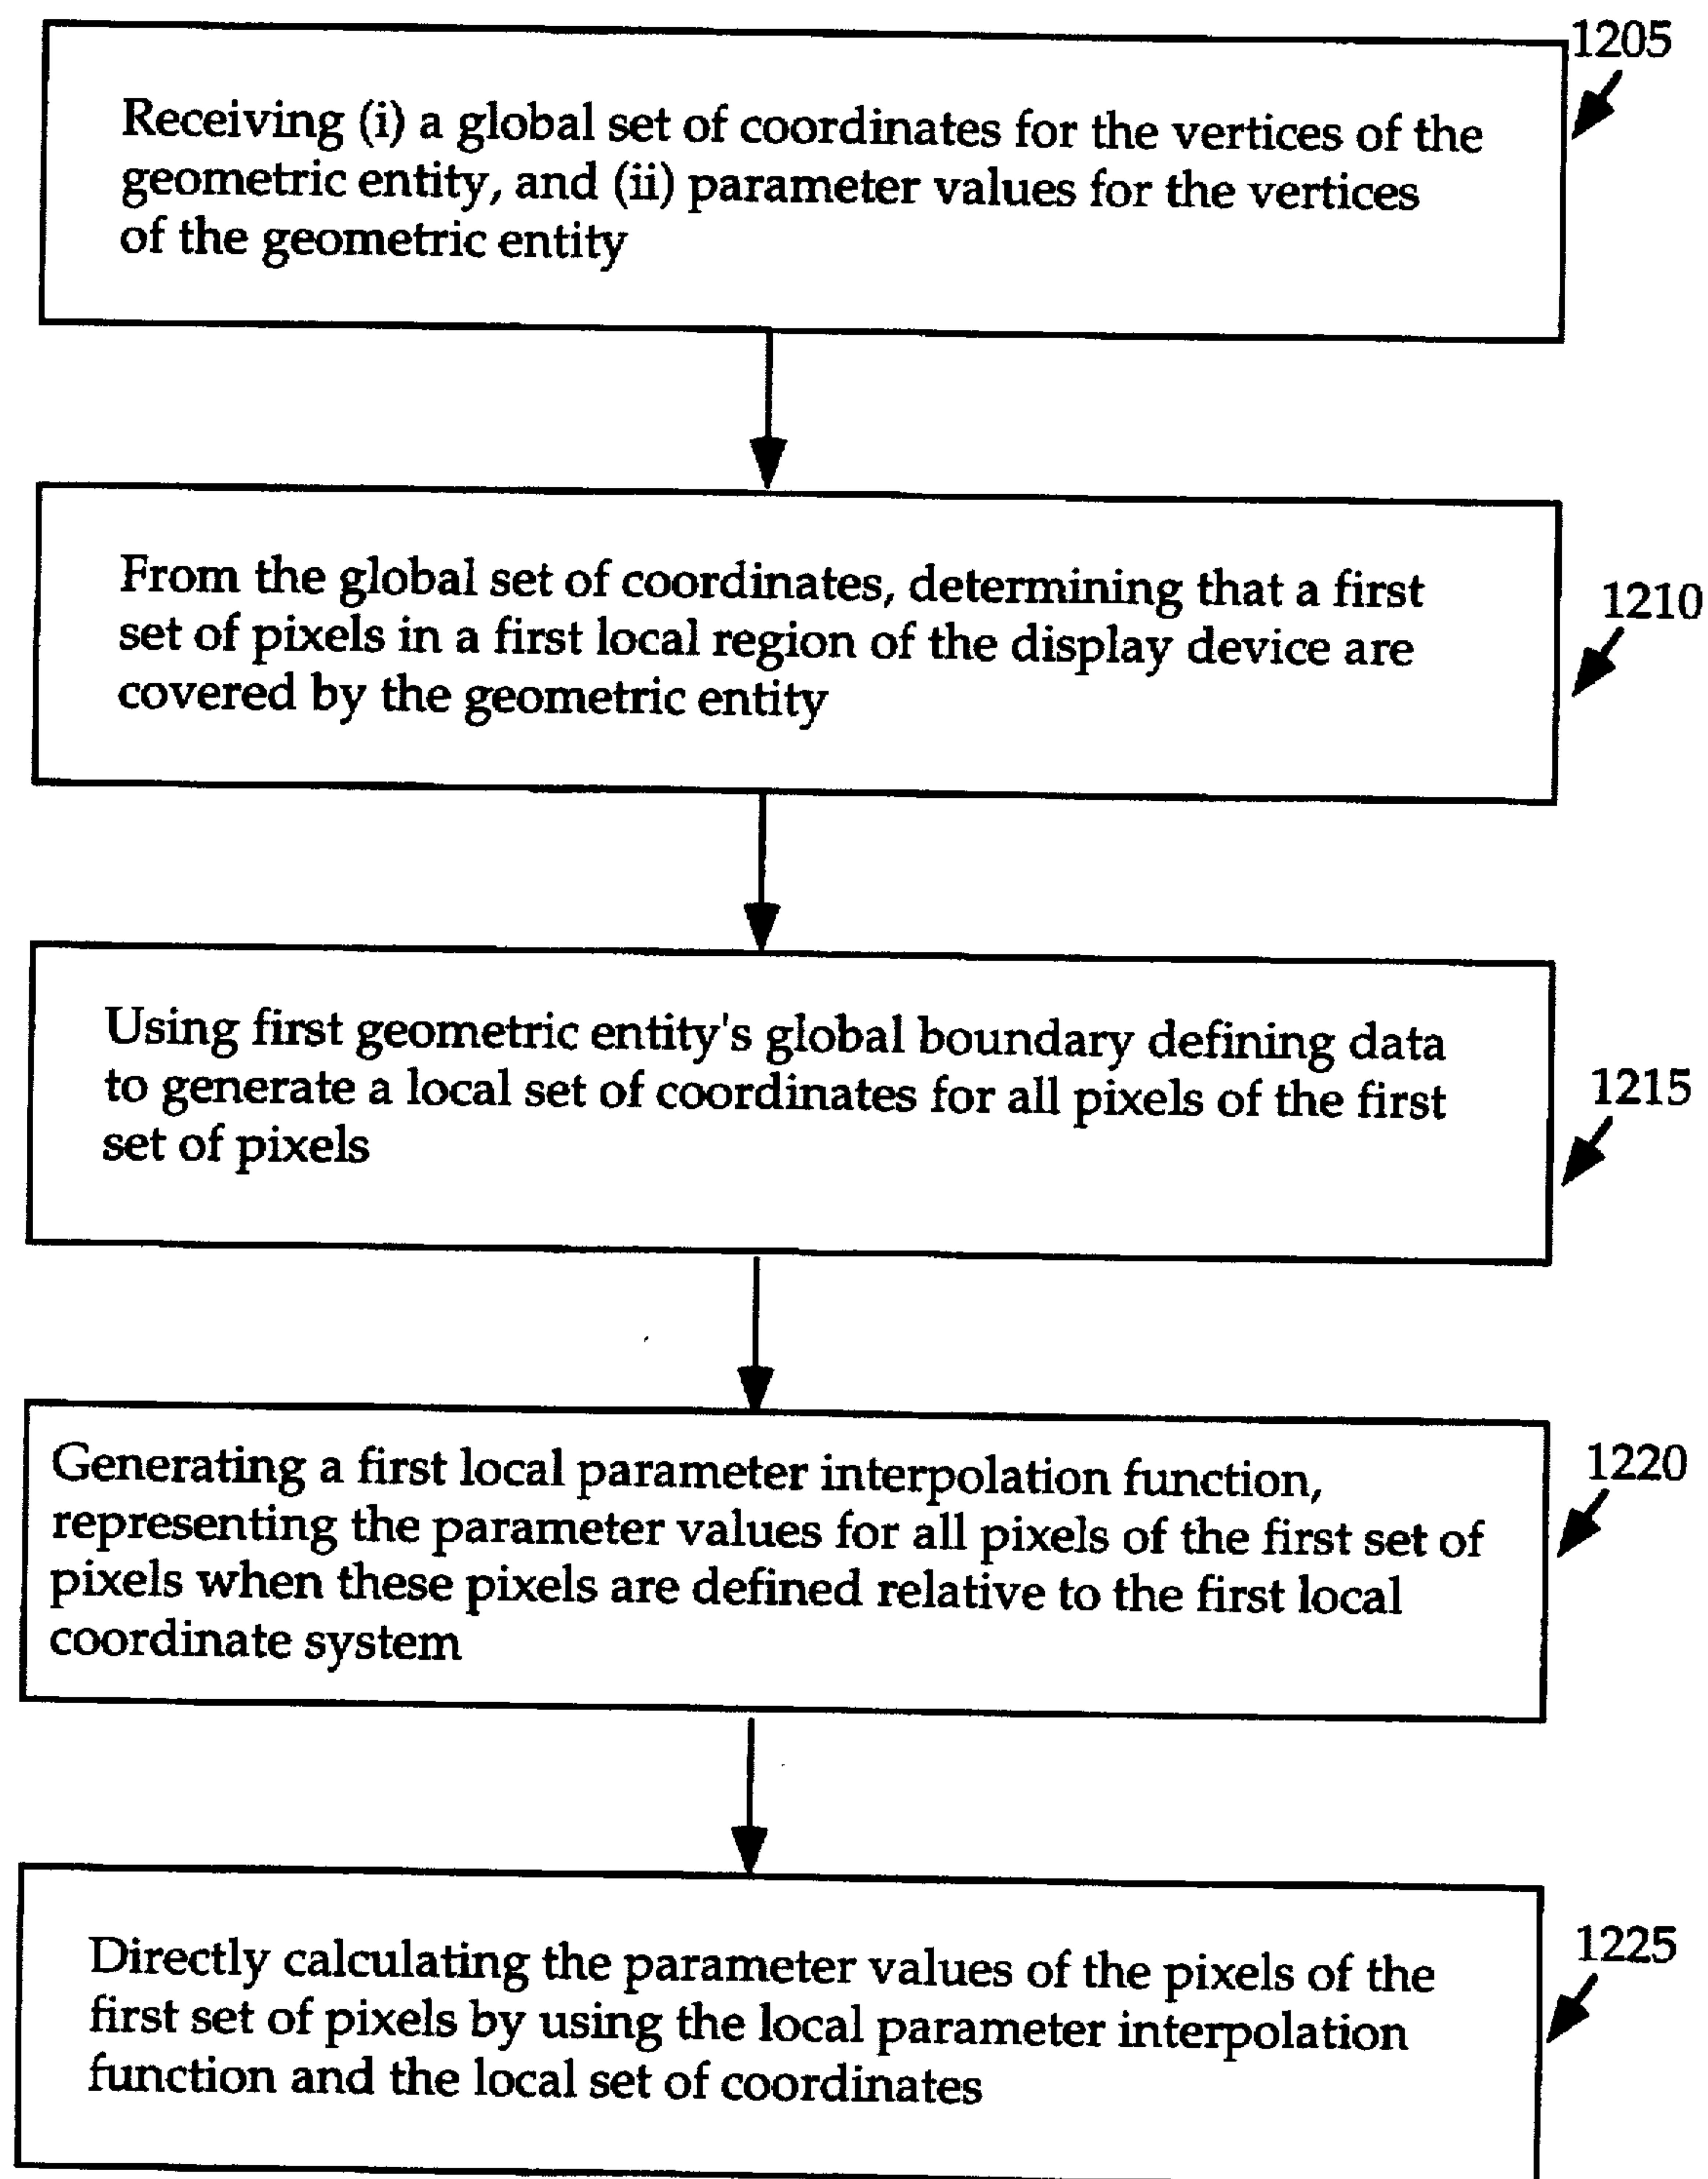 1205
Receiving (i) a global set of coordinates for the vertices of the
geometric entity, and (ii) parameter values for the vertices
of the geometric entity
1210
From the global set of coordinates, determining that a first
set of pixels in a first local region of the display device are
covered by the geometric entity
1215
Using first geometric entity's global boundary defining data
to generate a local set of coordinates for all pixels of the first
set of pixels
1220
Generating a first local parameter interpolation function,
representing the parameter values for all pixels of the first set of
pixels when these pixels are defined relative to the first local
coordinate system
1225
Directly calculating the parameter values of the pixels of the
first set of pixels by using the local parameter interpolation
function and the local set of coordinates